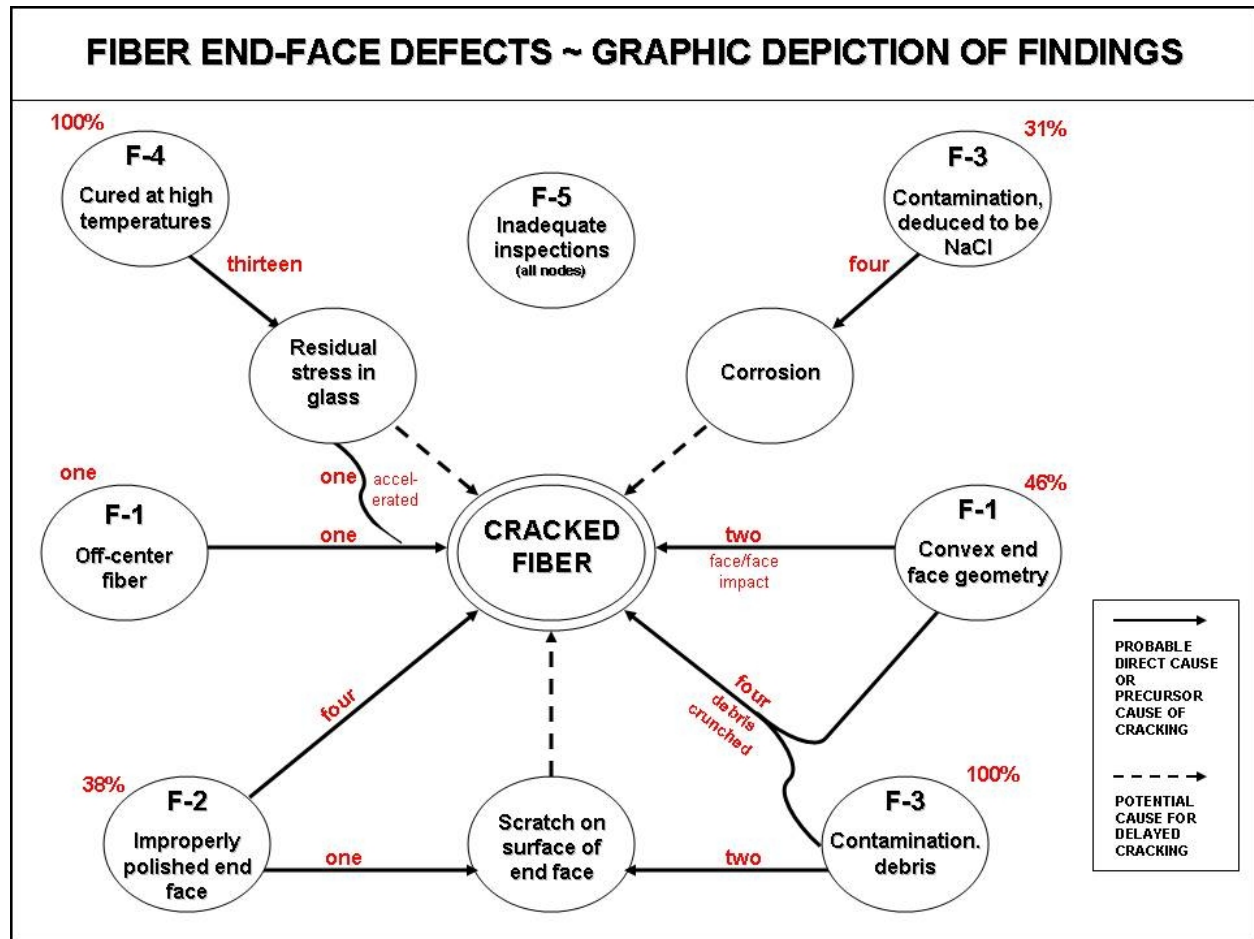 FIBER END-FACE DEFECTS ~ GRAPHIC DEPICTION OF FINDINGS
100%
F-4
Cured at high
temperatures
thirteen
F-5
Inadequate
inspections
(all nodes)
31%
F-3
Contamination,
deduced to be
NaCl
four
Residual
stress in
glass
Corrosion
one
accel-
erated
one
F-1
Off-center
fiber
one
CRACKED
FIBER
two
face/face
impact
46%
F-1
Convex end
face geometry
four
four
debris
crunched
38%
F-2
Improperly
polished end
face
one
Scratch on
surface of
end face
two
100%
F-3
Contamination.
debris
PROBABLE
DIRECT CAUSE
OR
PRECURSOR
CAUSE OF
CRACKING
POTENTIAL
CAUSE FOR
DELAYED
CRACKING